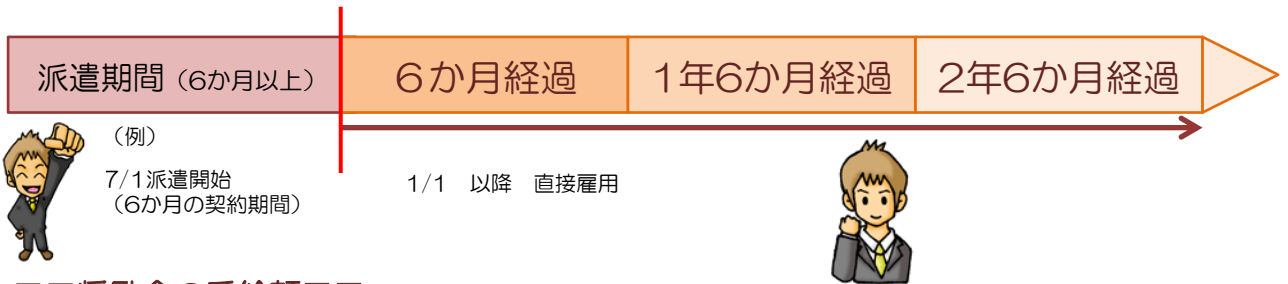 派遣期間（6か月以上）
６か月経過
1年6か月経過
2年6か月経過
（例）
7/1派遣開始
（6か月の契約期間）
1/1　以降　直接雇用